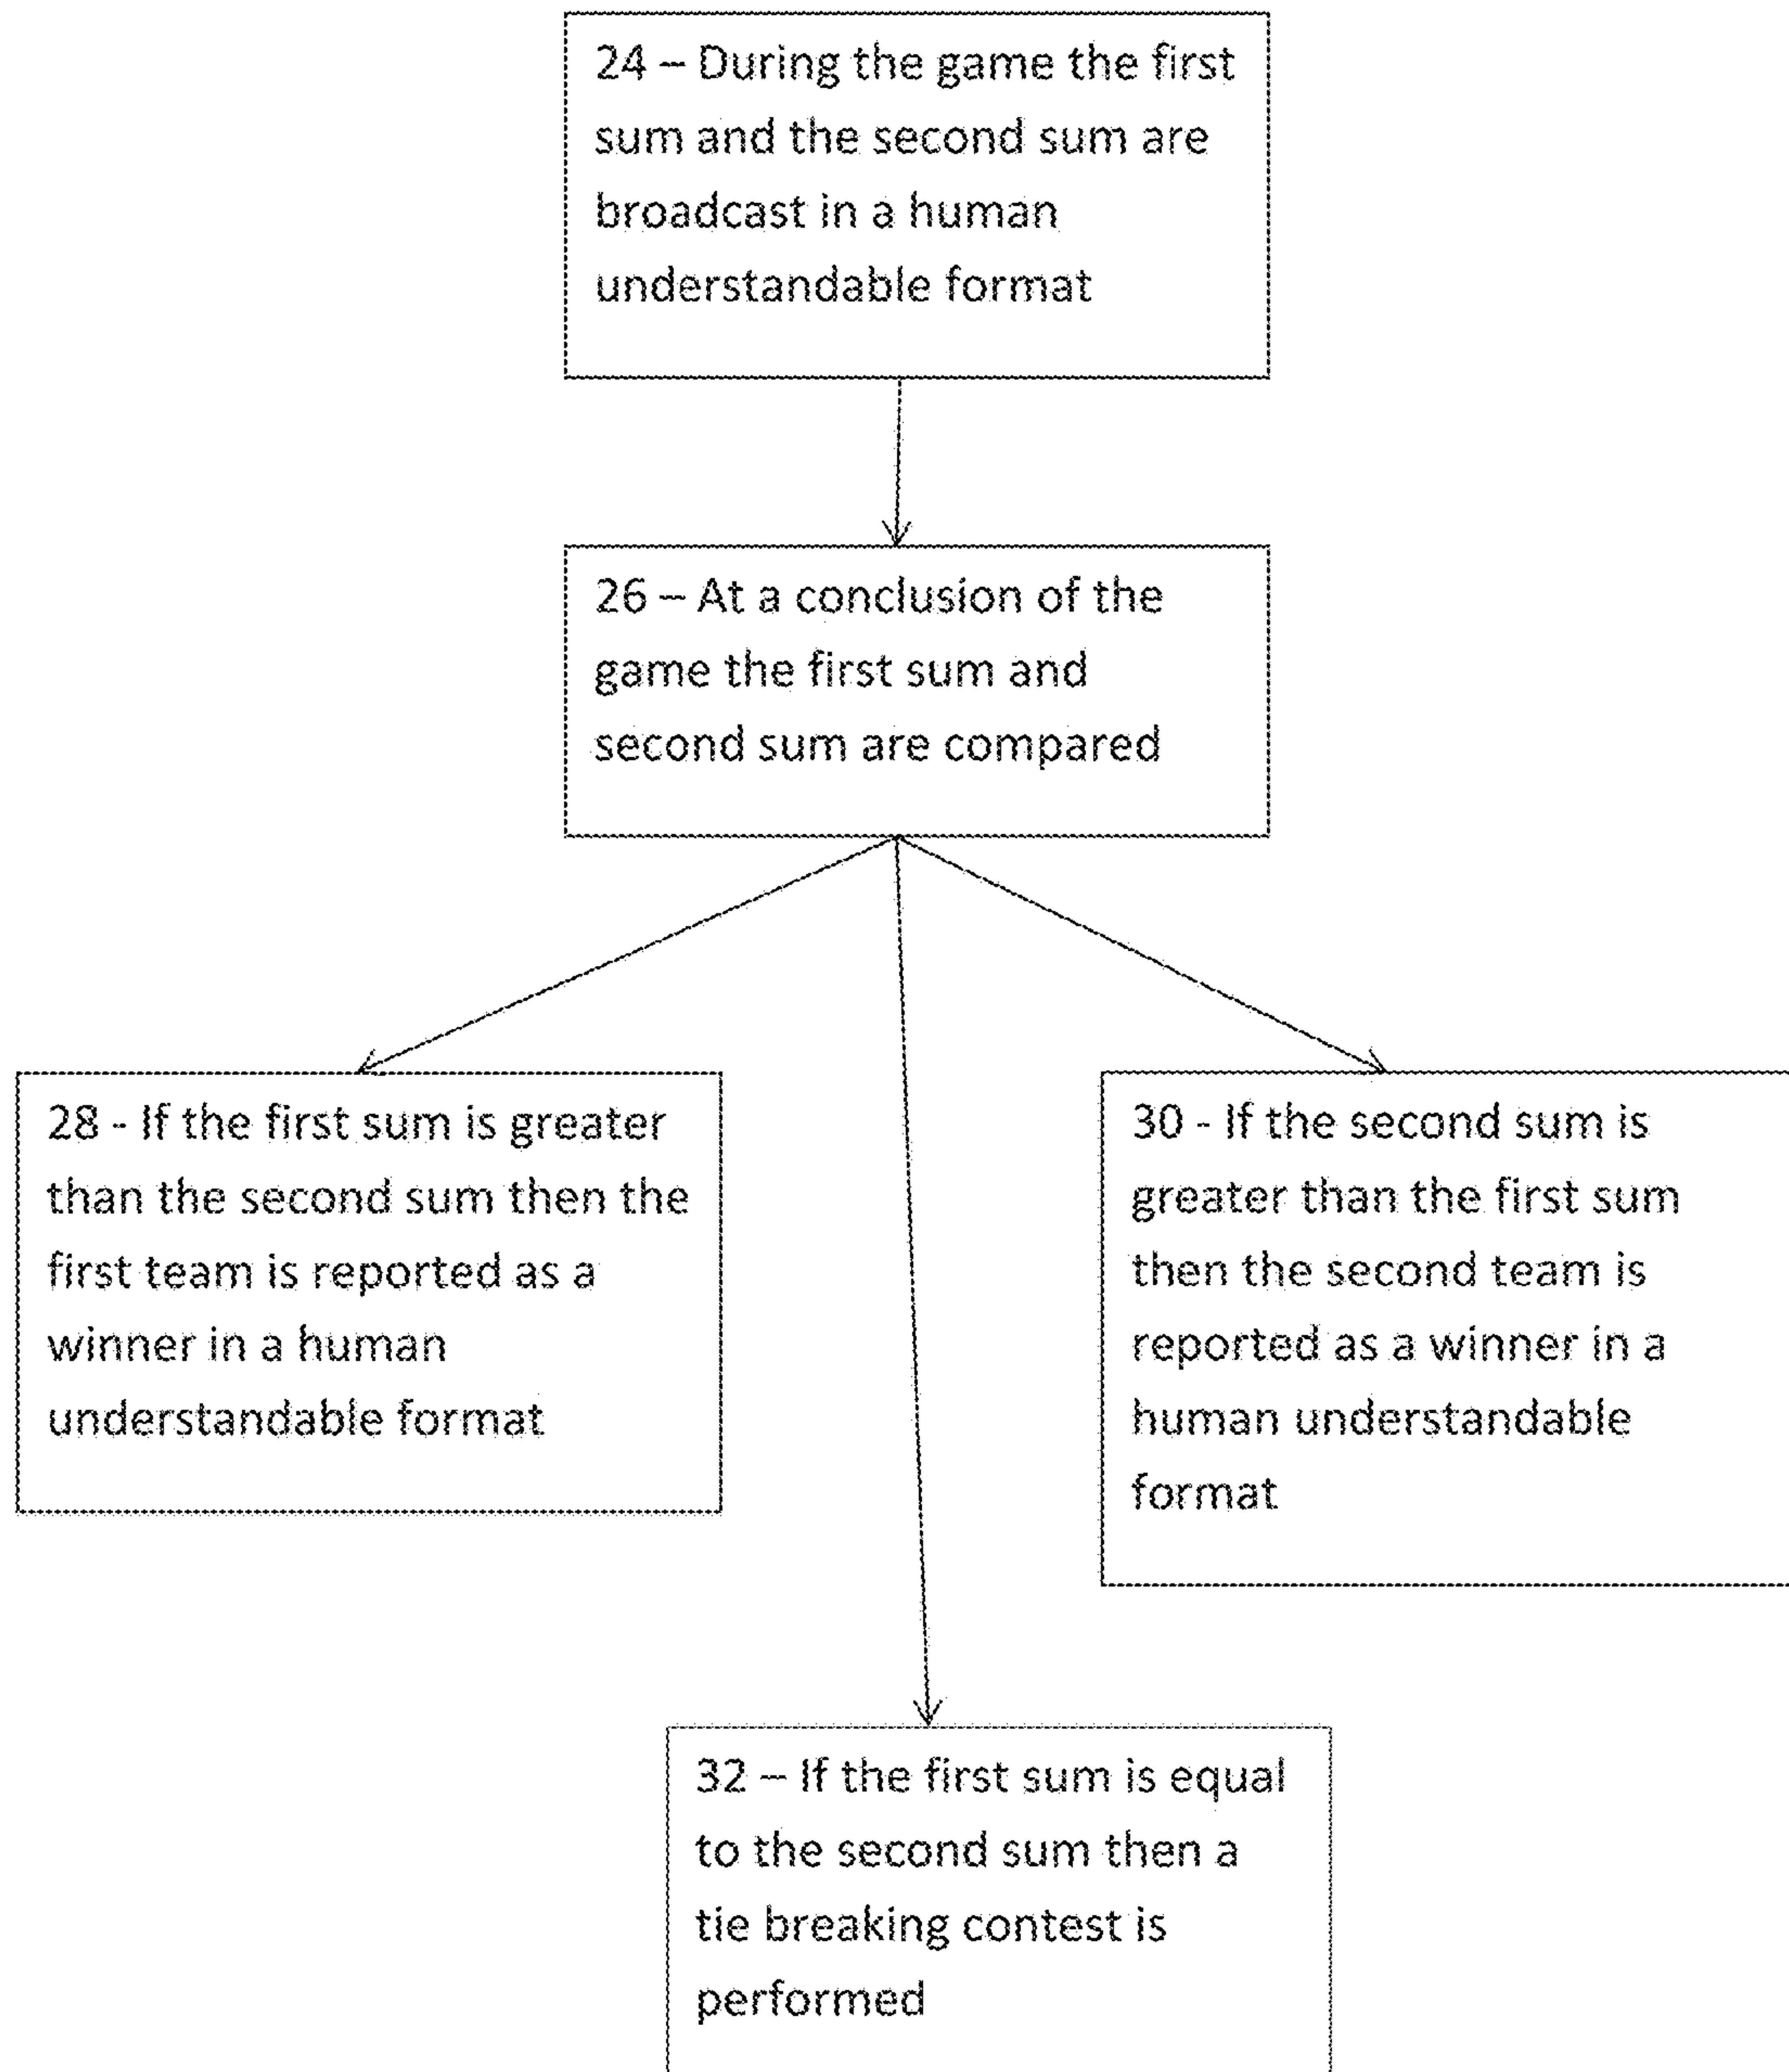 24 – During the game the first
sum and the second sum are
broadcast in a human
understandable format
26 – At a conclusion of the
game the first sum and
second sum are compared
28 - If the first sum is greater
than the second sum then the
first team is reported as a
winner in a human
understandable format
30 - If the second sum is
greater than the first sum
then the second team is
reported as a winner in a
human understandable
format
32 – If the first sum is equal
to the second sum then a
tie breaking contest is
performed